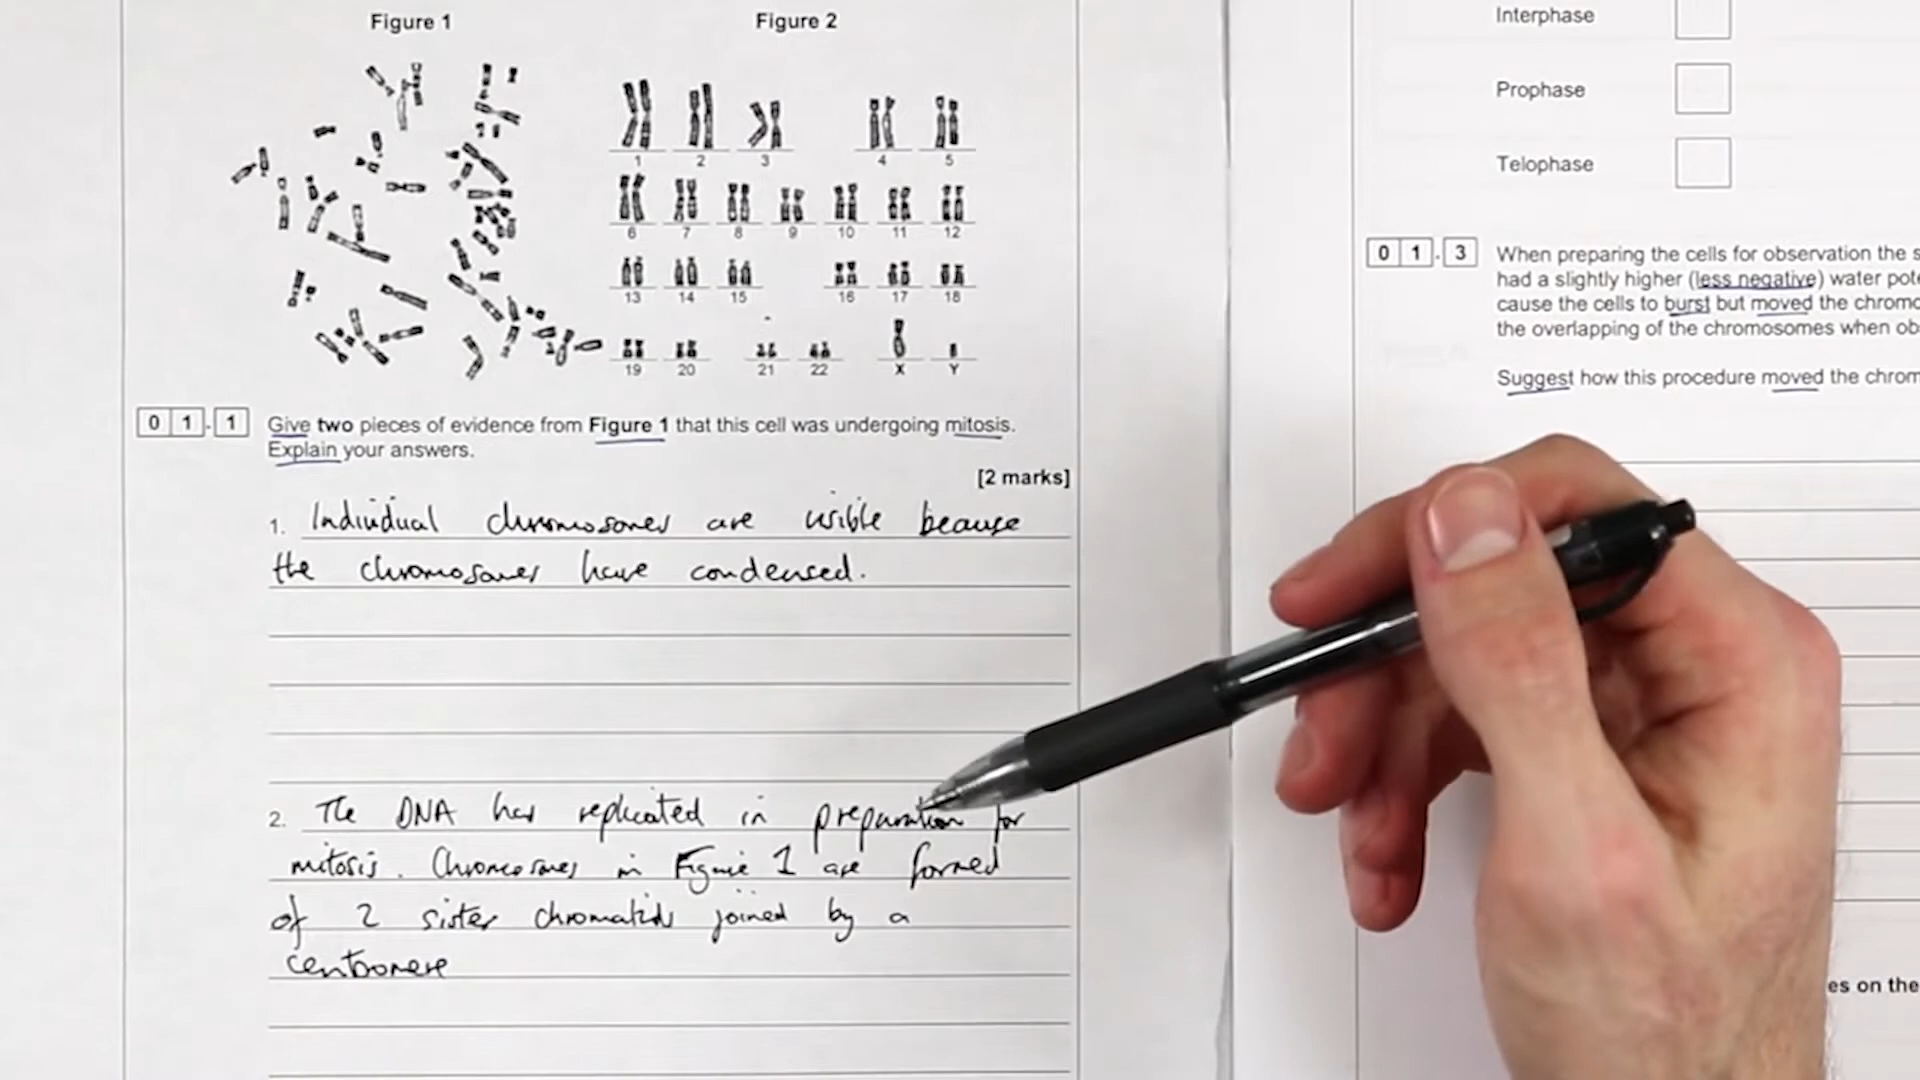 Figure 1
Figure 2
1 2 3 4 5
6 7 8 9 10 11 12
13 14 15 16 17 18
19 20 21 22 X Y
0 1 . 1 Give two pieces of evidence from Figure 1 that this cell was undergoing mitosis.
Explain your answers.
[2 marks]
1. Individual chromosomes are visible beause
the chromosomes have condensed.
2. The DNA has replicated in preparation for
mitosis. Chromosomes in Figure 1 are formed
of 2 sister chromatids joined by a
centromere
Interphase
Prophase
Telophase
0 1 . 3 When preparing the cells for observation the s
had a slightly higher (less negative) water pote
cause the cells to burst but moved the chromo
the overlapping of the chromosomes when ob
Suggest how this procedure moved the chrom
es on the